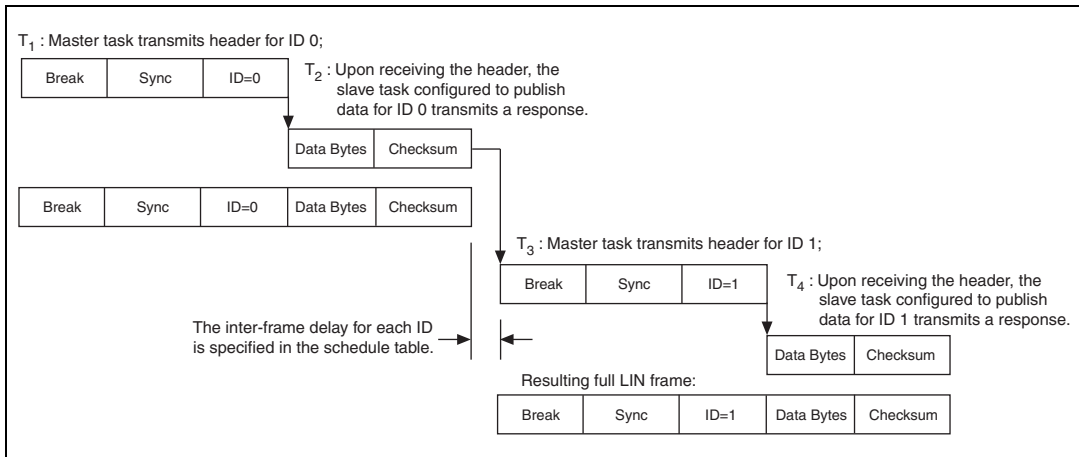 T1 : Master task transmits header for ID 0;
Break Sync ID=0
T2 : Upon receiving the header, the
slave task configured to publish
data for ID 0 transmits a response.
Data Bytes Checksum
Break Sync ID=0 Data Bytes Checksum
T3 : Master task transmits header for ID 1;
Break Sync ID=1
T4 : Upon receiving the header, the
slave task configured to publish
data for ID 1 transmits a response.
The inter-frame delay for each ID
is specified in the schedule table.
Data Bytes Checksum
Resulting full LIN frame:
Break Sync ID=1 Data Bytes Checksum